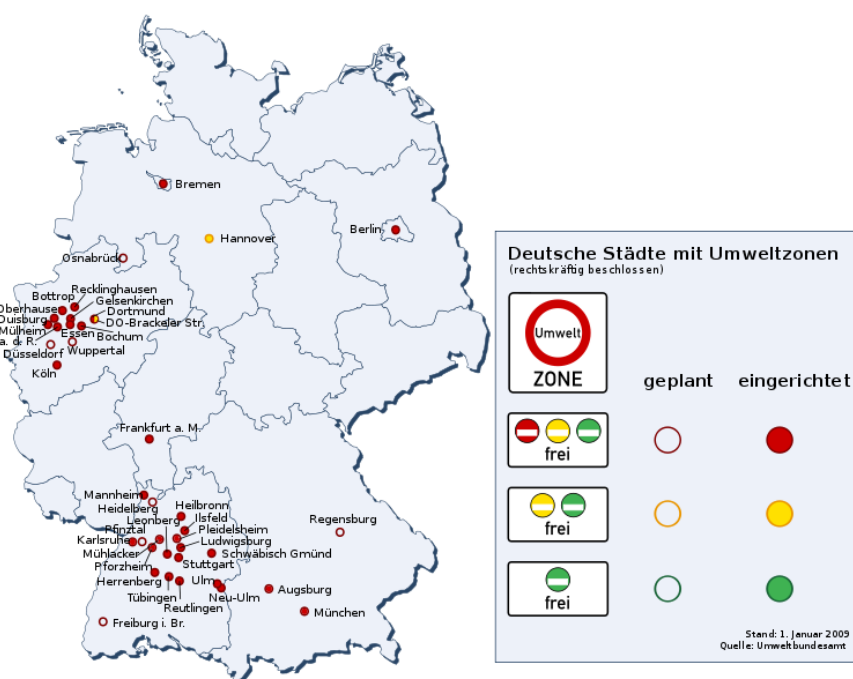 Bremen
Hannover
Berlin
Osnabrück
Recklinghausen
Bottrop
Gelsenkirchen
Oberhausen
Dortmund
Duisburg
DO-Brackeler Str.
Mülheim
a. d. R.
Essen
Bochum
Düsseldorf
Wuppertal
Köln
Frankfurt a. M.
Mannheim
Heidelberg
Heilbronn
Leonberg
Ilsfeld
Pfinztal
Pleidelsheim
Karlsruhe
Ludwigsburg
Mühlacker
Schwäbisch Gmünd
Pforzheim
Stuttgart
Herrenberg
Ulm
Tübingen
Neu-Ulm
Reutlingen
Regensburg
Augsburg
München
Freiburg i. Br.
Deutsche Städte mit Umweltzonen
(rechtskräftig beschlossen)
Umwelt
ZONE
geplant eingerichtet
frei
frei
frei
Stand: 1. Januar 2009
Quelle: Umweltbundesamt